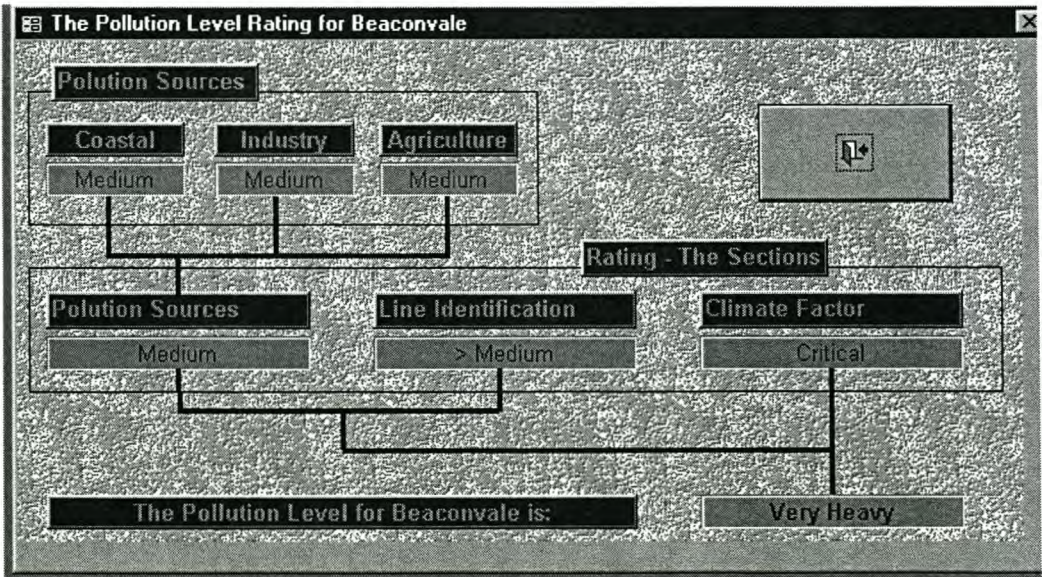 The Pollution Level Rating for Beaconvale
Polution Sources
Coastal Industry Agriculture
Medium Medium Medium
Rating - The Sections
Polution Sources Line Identification Climate Factor
Medium > Medium Critical
The Pollution Level for Beaconvale is: Very Heavy